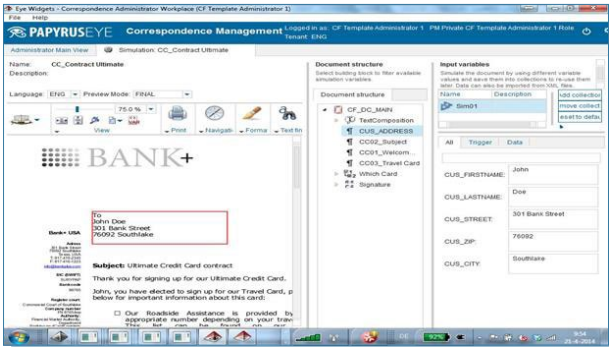 Eye Widgets - Correspondence Administrator Workplace (CF Template Administrator 1)
File Help
PAPYRUSEYE Correspondence Management
Logged in as: CF Template Administrator 1 PM Private CF Template Administrator 1 Role
Tenant: ENG
Administrator Main View Simulation: CC_Contract Ultimate
Name: CC_Contract Ultimate
Description:
Language: ENG Preview Mode: FINAL
75.0 %
View Print Navigati Forma Text fin
BANK+
To
John Doe
301 Bank Street
76092 Southlake
Bank+ USA
Subject: Ultimate Credit Card contract
Thank you for signing up for our Ultimate Credit Card.
John, you have elected to sign up for our Travel Card, p
below for important information about this card:
Our Roadside Assistance is provided by
appropriate number depending on your trav
Document structure
Select building block to filter available
simulation variables.
Document structure
CF_DC_MAIN
TextComposition
CUS_ADDRESS
CC02_Subject
CC01_Welcom...
CC03_Travel Card
Which Card
Signature
Input variables
Simulate the document by using different variable
values and save them into collections to re-use them
later. Data can also be imported from XML files.
Name Description
Sim01
dd collection
move collect
eset to defau
All Trigger Data
CUS_FIRSTNAME: John
CUS_LASTNAME: Doe
CUS_STREET: 301 Bank Street
CUS_ZIP: 76092
CUS_CITY: Southlake
DE 92% 9:54
21-4-2014